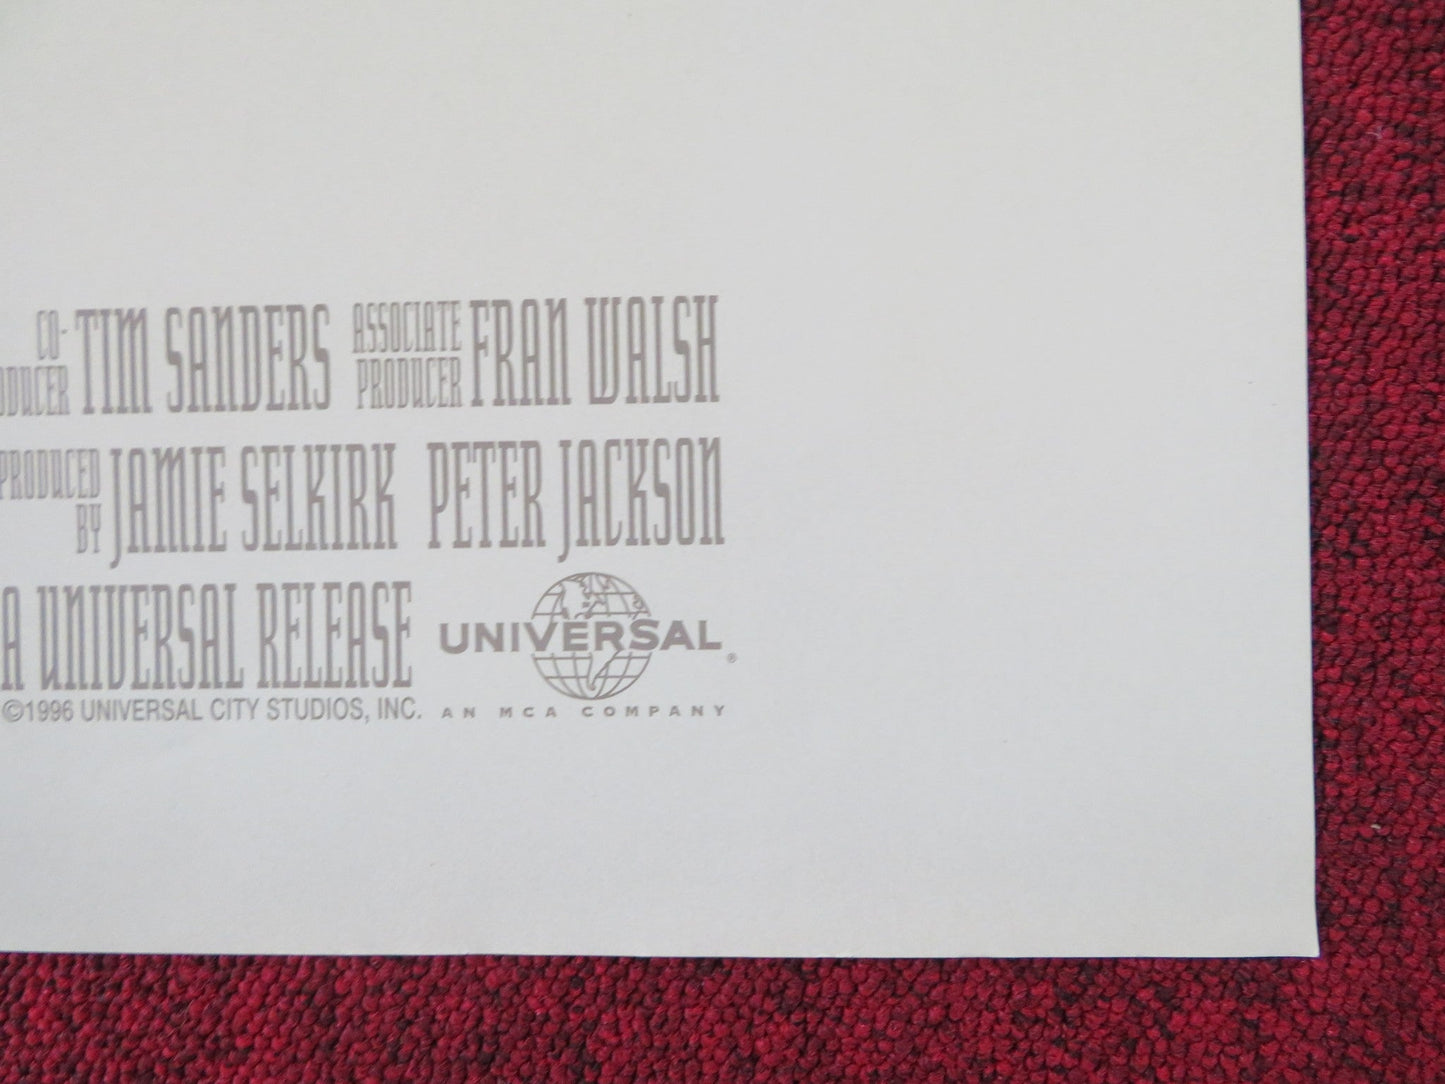 CO- TIM SANDERS ASSOCIATE PRODUCER FRAN WALSH
PRODUCED BY JAMIE SELKIRK PETER JACKSON
A UNIVERSAL RELEASE UNIVERSAL ®
©1996 UNIVERSAL CITY STUDIOS, INC. AN MCA COMPANY